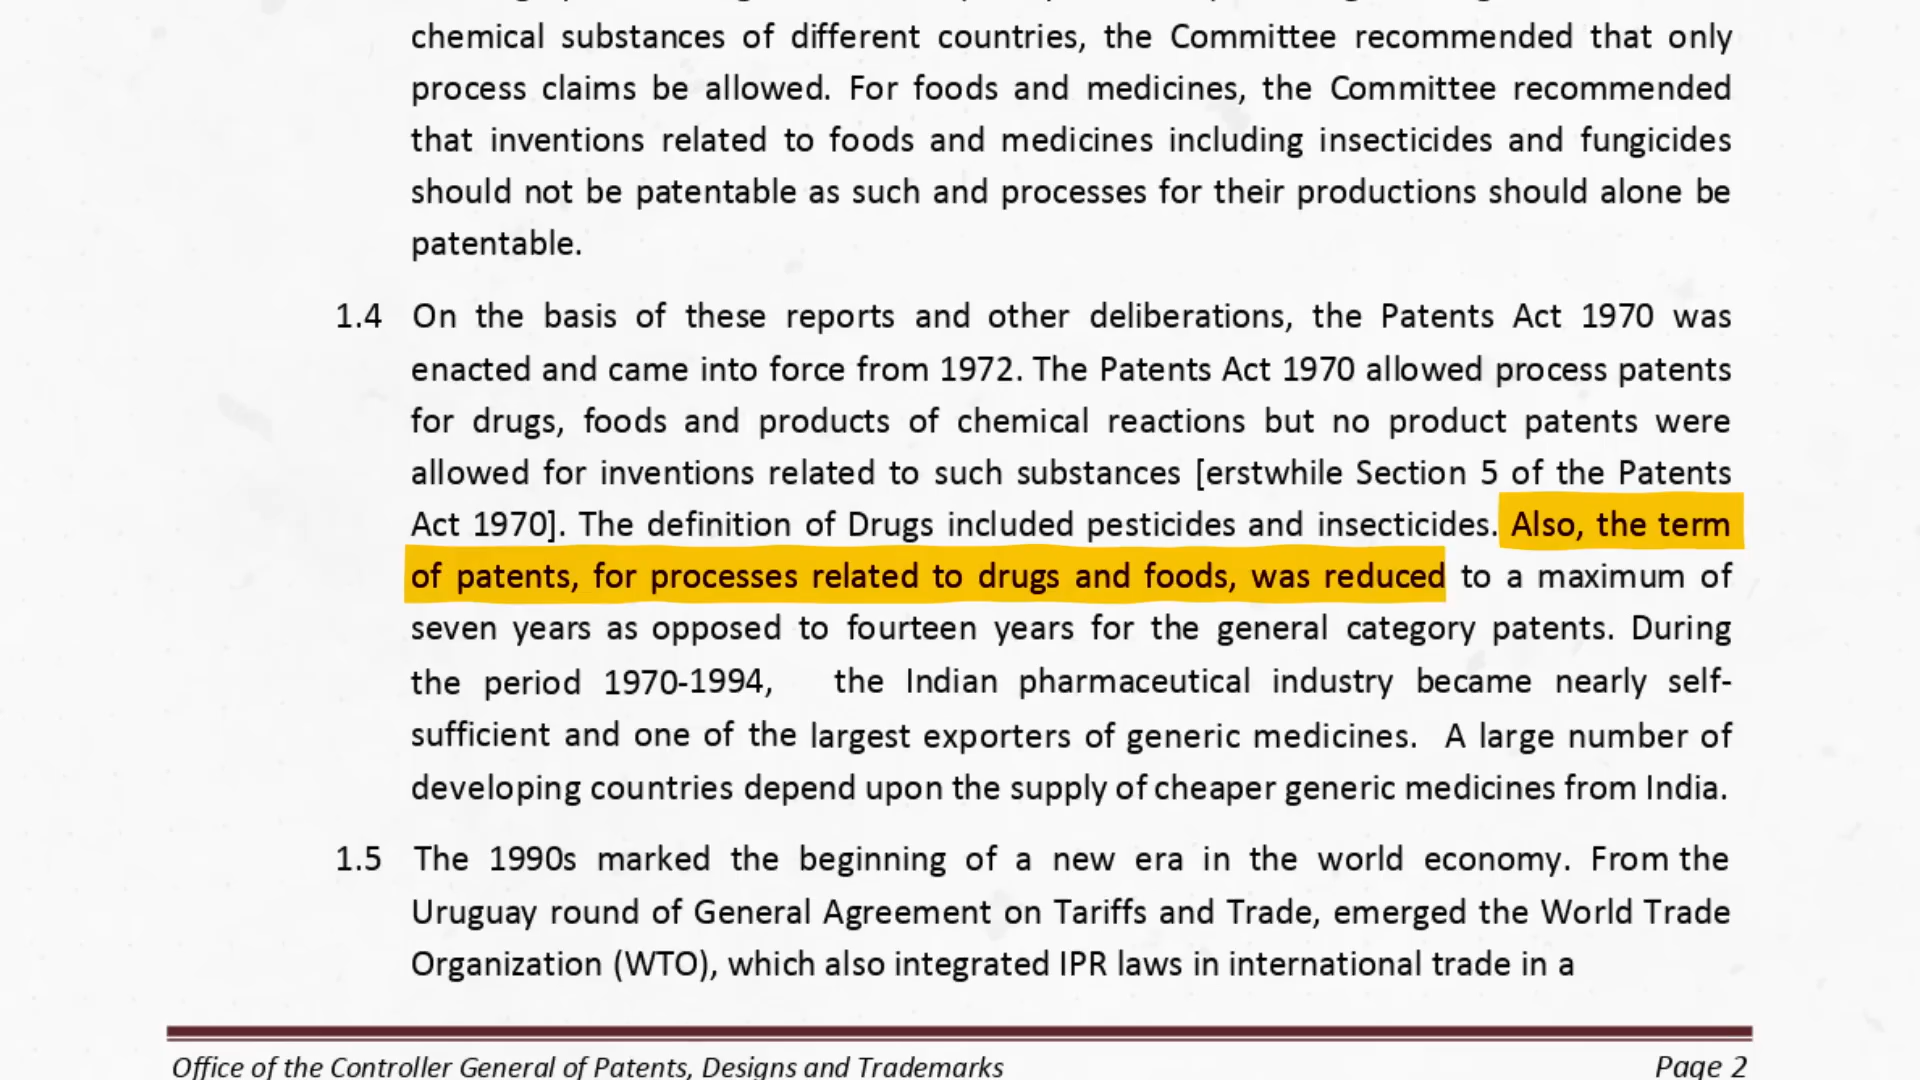 chemical substances of different countries, the Committee recommended that only
process claims be allowed. For foods and medicines, the Committee recommended
that inventions related to foods and medicines including insecticides and fungicides
should not be patentable as such and processes for their productions should alone be
patentable.
1.4 On the basis of these reports and other deliberations, the Patents Act 1970 was
enacted and came into force from 1972. The Patents Act 1970 allowed process patents
for drugs, foods and products of chemical reactions but no product patents were
allowed for inventions related to such substances [erstwhile Section 5 of the Patents
Act 1970]. The definition of Drugs included pesticides and insecticides. Also, the term
of patents, for processes related to drugs and foods, was reduced to a maximum of
seven years as opposed to fourteen years for the general category patents. During
the period 1970-1994, the Indian pharmaceutical industry became nearly self-
sufficient and one of the largest exporters of generic medicines. A large number of
developing countries depend upon the supply of cheaper generic medicines from India.
1.5 The 1990s marked the beginning of a new era in the world economy. From the
Uruguay round of General Agreement on Tariffs and Trade, emerged the World Trade
Organization (WTO), which also integrated IPR laws in international trade in a
Office of the Controller General of Patents, Designs and Trademarks Page 2